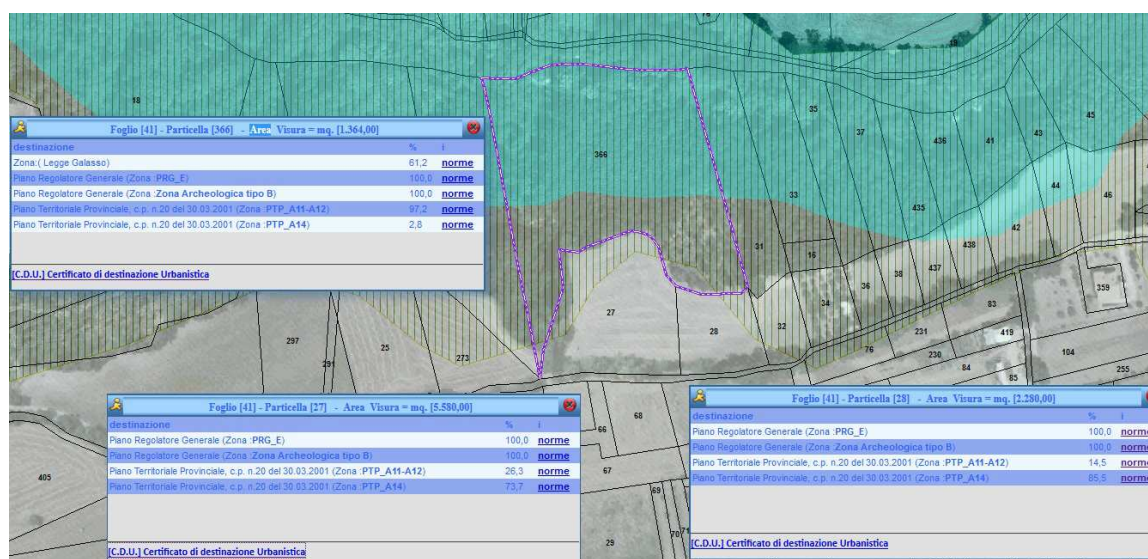 18
19
366
35
37
436
41
43
45
33
435
44
46
42
438
31
16
38
437
36
34
32
76
231
83
359
419
230
84
85
104
255
27
28
297
25
291
273
405
66
68
67
69
70
71
29
Foglio [41] - Particella [366] - Area Visura = mq. [1.364,00]
destinazione % i
Zona:( Legge Galasso) 61,2 norme
Piano Regolatore Generale (Zona :PRG_E) 100,0 norme
Piano Regolatore Generale (Zona :Zona Archeologica tipo B) 100,0 norme
Piano Territoriale Provinciale, c.p. n.20 del 30.03.2001 (Zona :PTP_A11-A12) 97,2 norme
Piano Territoriale Provinciale, c.p. n.20 del 30.03.2001 (Zona :PTP_A14) 2,8 norme
[C.D.U.] Certificato di destinazione Urbanistica
Foglio [41] - Particella [27] - Area Visura = mq. [5.580,00]
destinazione % i
Piano Regolatore Generale (Zona :PRG_E) 100,0 norme
Piano Regolatore Generale (Zona :Zona Archeologica tipo B) 100,0 norme
Piano Territoriale Provinciale, c.p. n.20 del 30.03.2001 (Zona :PTP_A11-A12) 26,3 norme
Piano Territoriale Provinciale, c.p. n.20 del 30.03.2001 (Zona :PTP_A14) 73,7 norme
[C.D.U.] Certificato di destinazione Urbanistica
Foglio [41] - Particella [28] - Area Visura = mq. [2.280,00]
destinazione % i
Piano Regolatore Generale (Zona :PRG_E) 100,0 norme
Piano Regolatore Generale (Zona :Zona Archeologica tipo B) 100,0 norme
Piano Territoriale Provinciale, c.p. n.20 del 30.03.2001 (Zona :PTP_A11-A12) 14,5 norme
Piano Territoriale Provinciale, c.p. n.20 del 30.03.2001 (Zona :PTP_A14) 85,5 norme
[C.D.U.] Certificato di destinazione Urbanistica